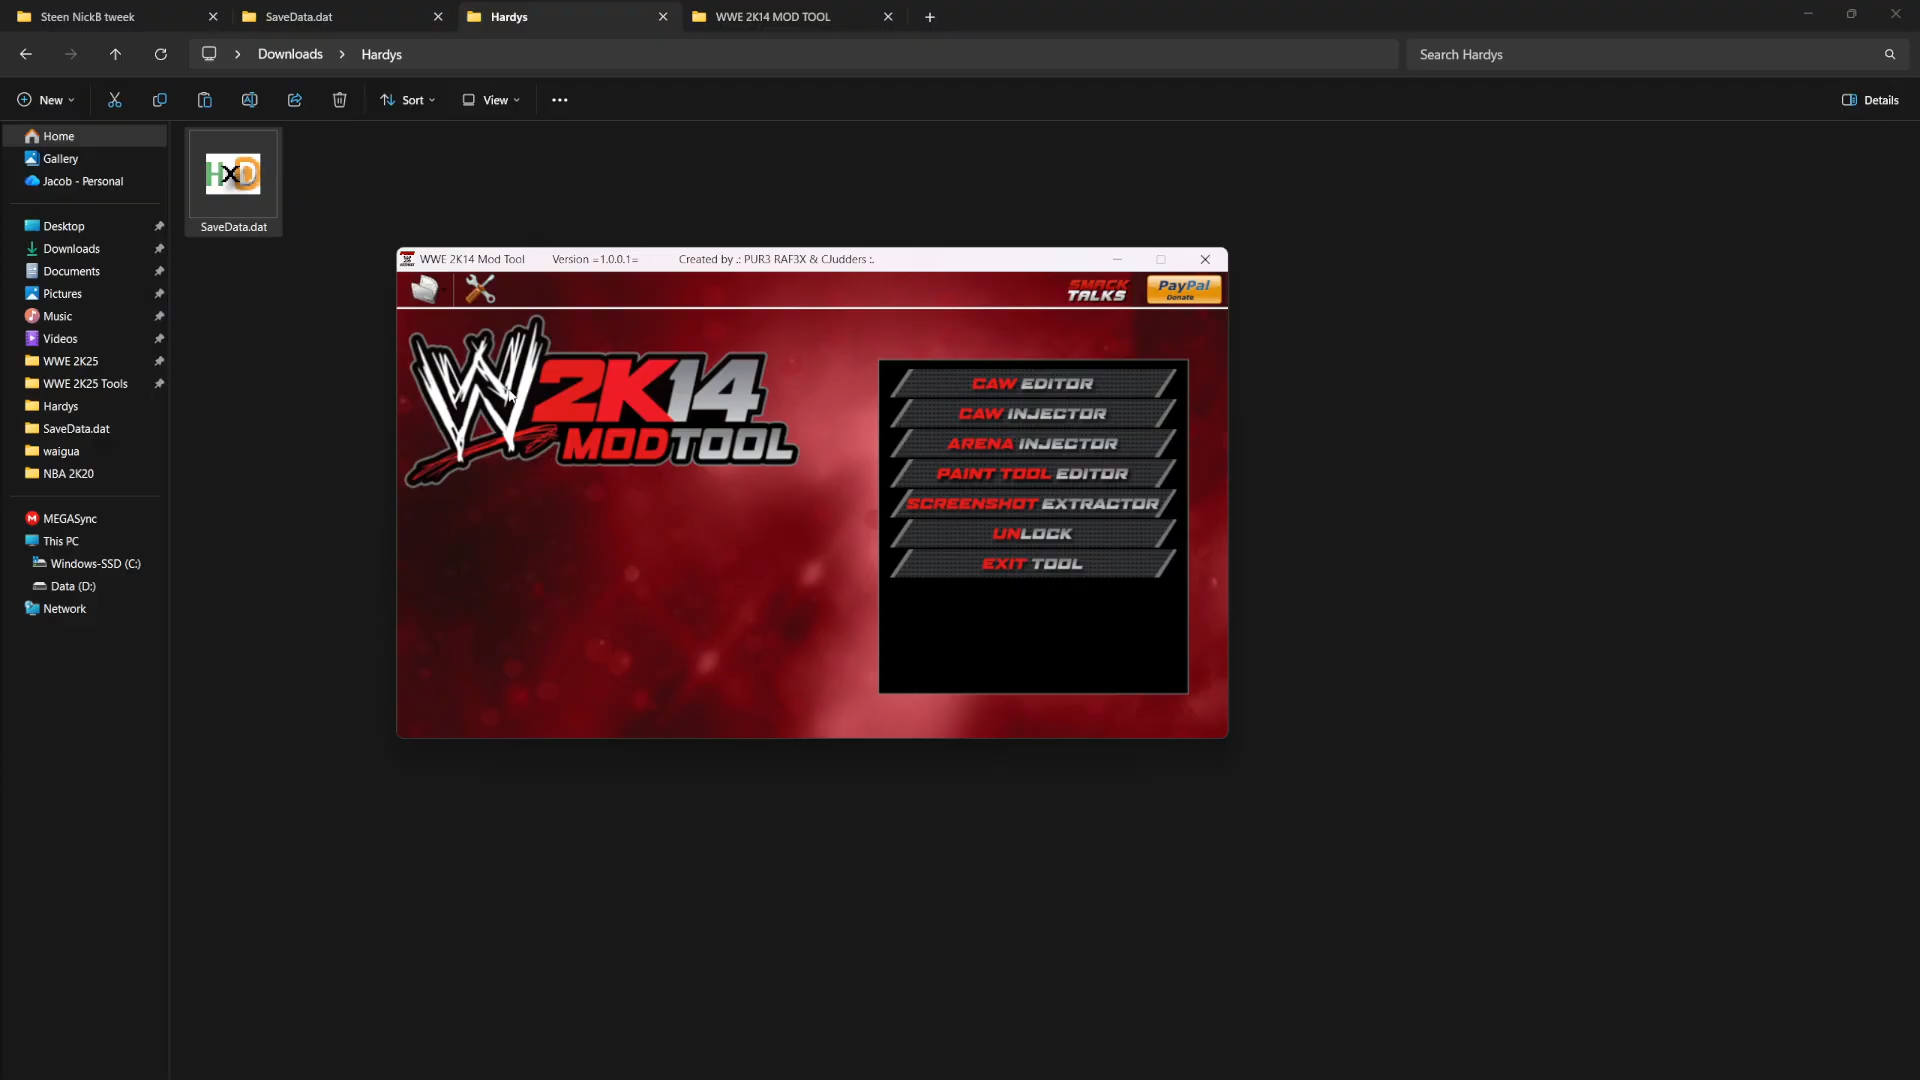 Steen NickB tweek
SaveData.dat
Hardys
WWE 2K14 MOD TOOL
Downloads
Hardys
Search Hardys
New
Sort
View
Details
Home
Gallery
Jacob - Personal
Desktop
Downloads
Documents
Pictures
Music
Videos
WWE 2K25
WWE 2K25 Tools
Hardys
SaveData.dat
waigua
NBA 2K20
MEGASync
This PC
Windows-SSD (C:)
Data (D:)
Network
HxD
SaveData.dat
WWE 2K14 Mod Tool Version =1.0.0.1= Created by .: PUR3 RAF3X & CJudders :.
SMACK
TALKS
PayPal
Donate
W 2K14
MODTOOL
CAW EDITOR
CAW INJECTOR
ARENA INJECTOR
PAINT TOOL EDITOR
SCREENSHOT EXTRACTOR
UNLOCK
EXIT TOOL